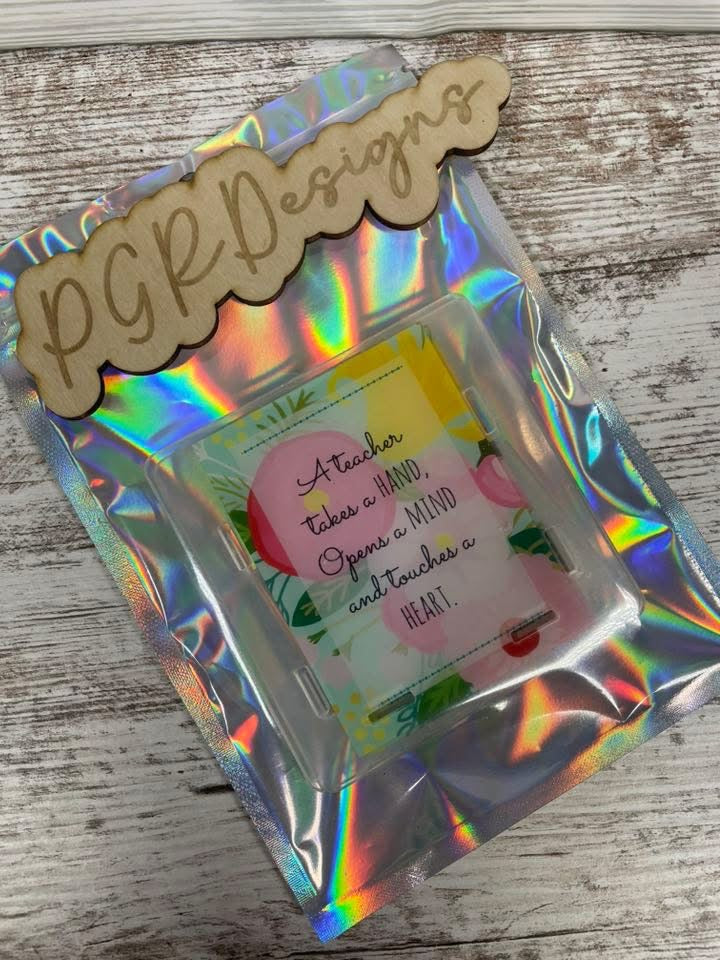 PGRDesigns
A teacher
takes a HAND,
Opens a MIND
and touches a
HEART.